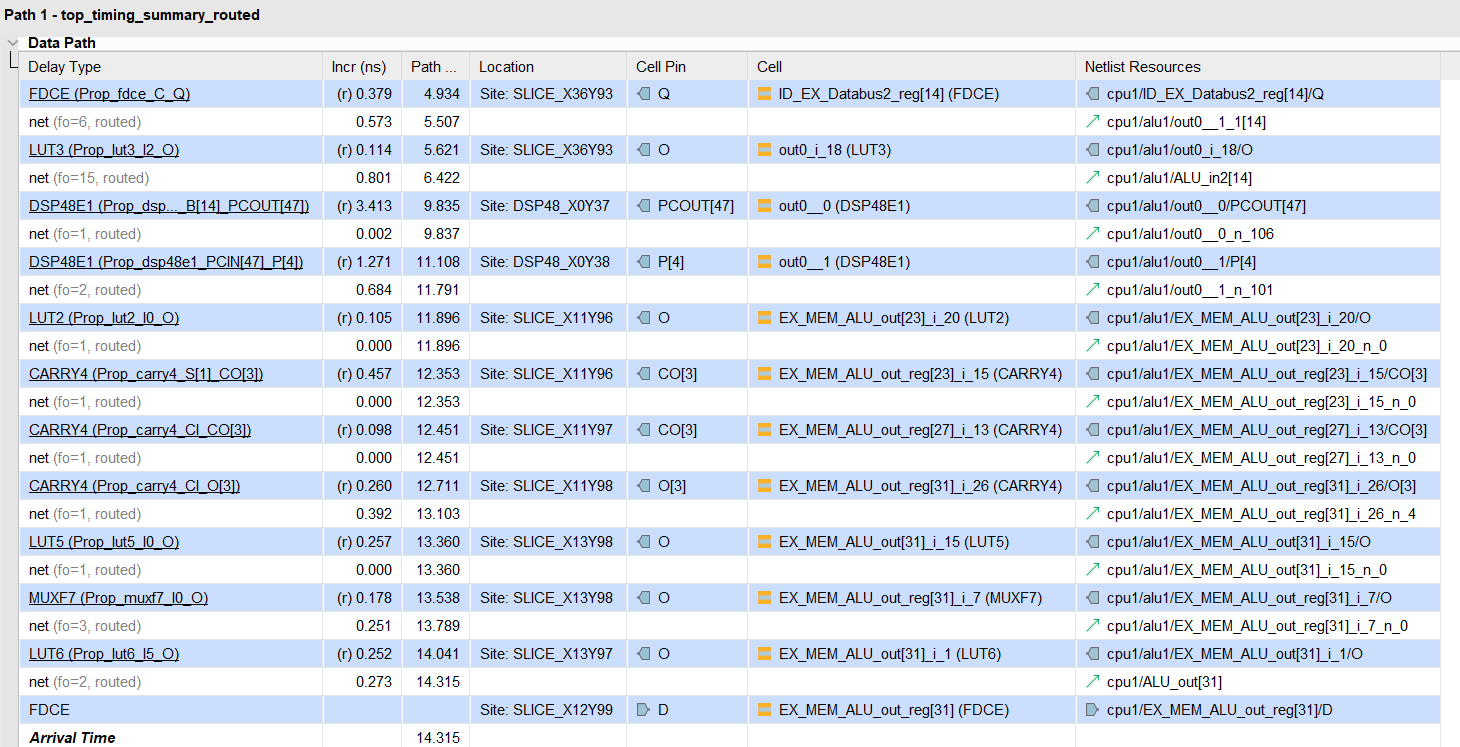 Path 1 - top_timing_summary_routed
Data Path
Delay Type Incr (ns) Path ... Location Cell Pin Cell Netlist Resources
FDCE (Prop_fdce_C_Q) (r) 0.379 4.934 Site: SLICE_X36Y93 Q ID_EX_Databus2_reg[14] (FDCE) cpu1/ID_EX_Databus2_reg[14]/Q
net (fo=6, routed) 0.573 5.507 cpu1/alu1/out0__1_1[14]
LUT3 (Prop_lut3_I2_O) (r) 0.114 5.621 Site: SLICE_X36Y93 O out0_i_18 (LUT3) cpu1/alu1/out0_i_18/O
net (fo=15, routed) 0.801 6.422 cpu1/alu1/ALU_in2[14]
DSP48E1 (Prop_dsp..._B[14]_PCOUT[47]) (r) 3.413 9.835 Site: DSP48_X0Y37 PCOUT[47] out0__0 (DSP48E1) cpu1/alu1/out0__0/PCOUT[47]
net (fo=1, routed) 0.002 9.837 cpu1/alu1/out0__0_n_106
DSP48E1 (Prop_dsp48e1_PCIN[47]_P[4]) (r) 1.271 11.108 Site: DSP48_X0Y38 P[4] out0__1 (DSP48E1) cpu1/alu1/out0__1/P[4]
net (fo=2, routed) 0.684 11.791 cpu1/alu1/out0__1_n_101
LUT2 (Prop_lut2_I0_O) (r) 0.105 11.896 Site: SLICE_X11Y96 O EX_MEM_ALU_out[23]_i_20 (LUT2) cpu1/alu1/EX_MEM_ALU_out[23]_i_20/O
net (fo=1, routed) 0.000 11.896 cpu1/alu1/EX_MEM_ALU_out[23]_i_20_n_0
CARRY4 (Prop_carry4_S[1]_CO[3]) (r) 0.457 12.353 Site: SLICE_X11Y96 CO[3] EX_MEM_ALU_out_reg[23]_i_15 (CARRY4) cpu1/alu1/EX_MEM_ALU_out_reg[23]_i_15/CO[3]
net (fo=1, routed) 0.000 12.353 cpu1/alu1/EX_MEM_ALU_out_reg[23]_i_15_n_0
CARRY4 (Prop_carry4_CI_CO[3]) (r) 0.098 12.451 Site: SLICE_X11Y97 CO[3] EX_MEM_ALU_out_reg[27]_i_13 (CARRY4) cpu1/alu1/EX_MEM_ALU_out_reg[27]_i_13/CO[3]
net (fo=1, routed) 0.000 12.451 cpu1/alu1/EX_MEM_ALU_out_reg[27]_i_13_n_0
CARRY4 (Prop_carry4_CI_O[3]) (r) 0.260 12.711 Site: SLICE_X11Y98 O[3] EX_MEM_ALU_out_reg[31]_i_26 (CARRY4) cpu1/alu1/EX_MEM_ALU_out_reg[31]_i_26/O[3]
net (fo=1, routed) 0.392 13.103 cpu1/alu1/EX_MEM_ALU_out_reg[31]_i_26_n_4
LUT5 (Prop_lut5_I0_O) (r) 0.257 13.360 Site: SLICE_X13Y98 O EX_MEM_ALU_out[31]_i_15 (LUT5) cpu1/alu1/EX_MEM_ALU_out[31]_i_15/O
net (fo=1, routed) 0.000 13.360 cpu1/alu1/EX_MEM_ALU_out[31]_i_15_n_0
MUXF7 (Prop_muxf7_I0_O) (r) 0.178 13.538 Site: SLICE_X13Y98 O EX_MEM_ALU_out_reg[31]_i_7 (MUXF7) cpu1/alu1/EX_MEM_ALU_out_reg[31]_i_7/O
net (fo=3, routed) 0.251 13.789 cpu1/alu1/EX_MEM_ALU_out_reg[31]_i_7_n_0
LUT6 (Prop_lut6_I5_O) (r) 0.252 14.041 Site: SLICE_X13Y97 O EX_MEM_ALU_out[31]_i_1 (LUT6) cpu1/alu1/EX_MEM_ALU_out[31]_i_1/O
net (fo=2, routed) 0.273 14.315 cpu1/ALU_out[31]
FDCE Site: SLICE_X12Y99 D EX_MEM_ALU_out_reg[31] (FDCE) cpu1/EX_MEM_ALU_out_reg[31]/D
Arrival Time 14.315